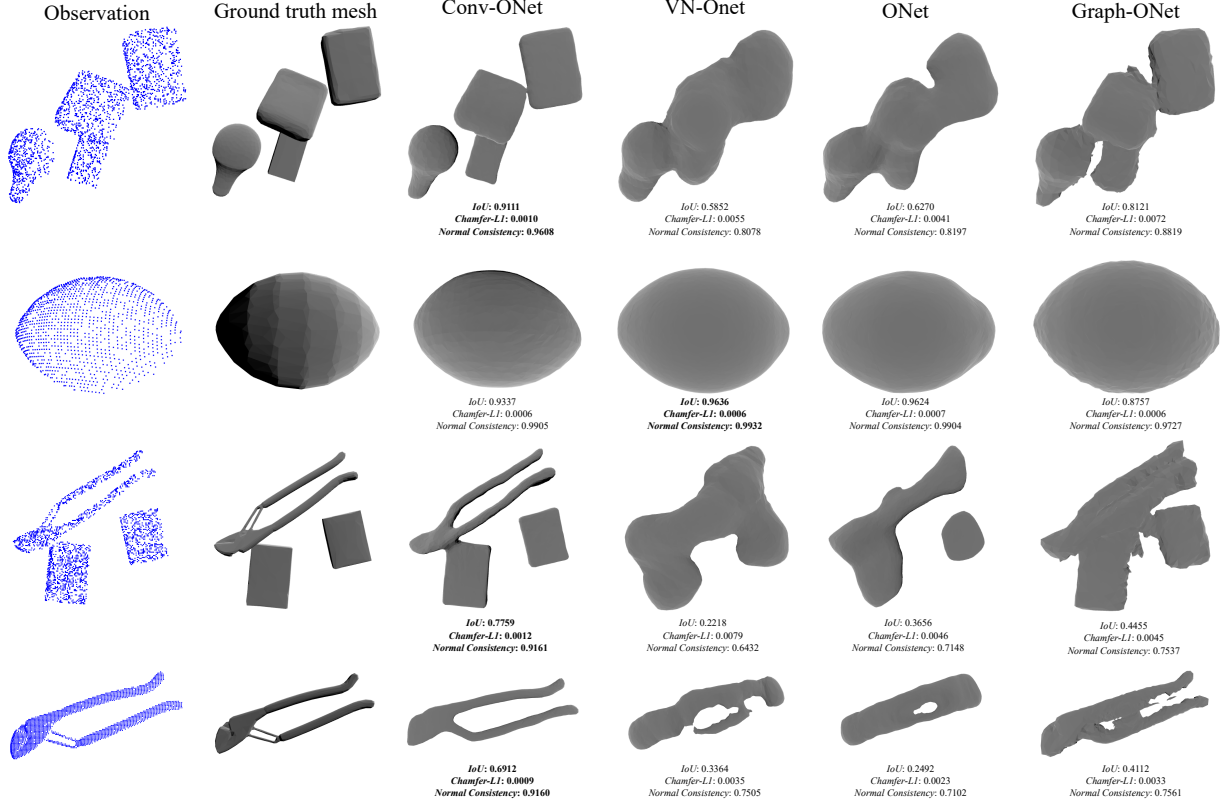 Observation
Ground truth mesh
Conv-ONet
VN-Onet
ONet
Graph-ONet
IoU: 0.9111
Chamfer-L1: 0.0010
Normal Consistency: 0.9608
IoU: 0.5852
Chamfer-L1: 0.0055
Normal Consistency: 0.8078
IoU: 0.6270
Chamfer-L1: 0.0041
Normal Consistency: 0.8197
IoU: 0.8121
Chamfer-L1: 0.0072
Normal Consistency: 0.8819
IoU: 0.9337
Chamfer-L1: 0.0006
Normal Consistency: 0.9905
IoU: 0.9636
Chamfer-L1: 0.0006
Normal Consistency: 0.9932
IoU: 0.9624
Chamfer-L1: 0.0007
Normal Consistency: 0.9904
IoU: 0.8757
Chamfer-L1: 0.0006
Normal Consistency: 0.9727
IoU: 0.7759
Chamfer-L1: 0.0012
Normal Consistency: 0.9161
IoU: 0.2218
Chamfer-L1: 0.0079
Normal Consistency: 0.6432
IoU: 0.3656
Chamfer-L1: 0.0046
Normal Consistency: 0.7148
IoU: 0.4455
Chamfer-L1: 0.0045
Normal Consistency: 0.7537
IoU: 0.6912
Chamfer-L1: 0.0009
Normal Consistency: 0.9160
IoU: 0.3364
Chamfer-L1: 0.0035
Normal Consistency: 0.7505
IoU: 0.2492
Chamfer-L1: 0.0023
Normal Consistency: 0.7102
IoU: 0.4112
Chamfer-L1: 0.0033
Normal Consistency: 0.7561